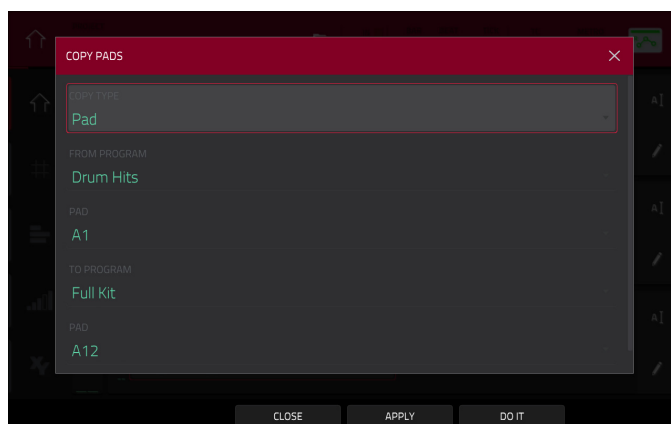 COPY PADS
COPY TYPE
Pad
FROM PROGRAM
Drum Hits
PAD
A1
TO PROGRAM
Full Kit
PAD
A12
A
A
A
CLOSE
APPLY
DO IT